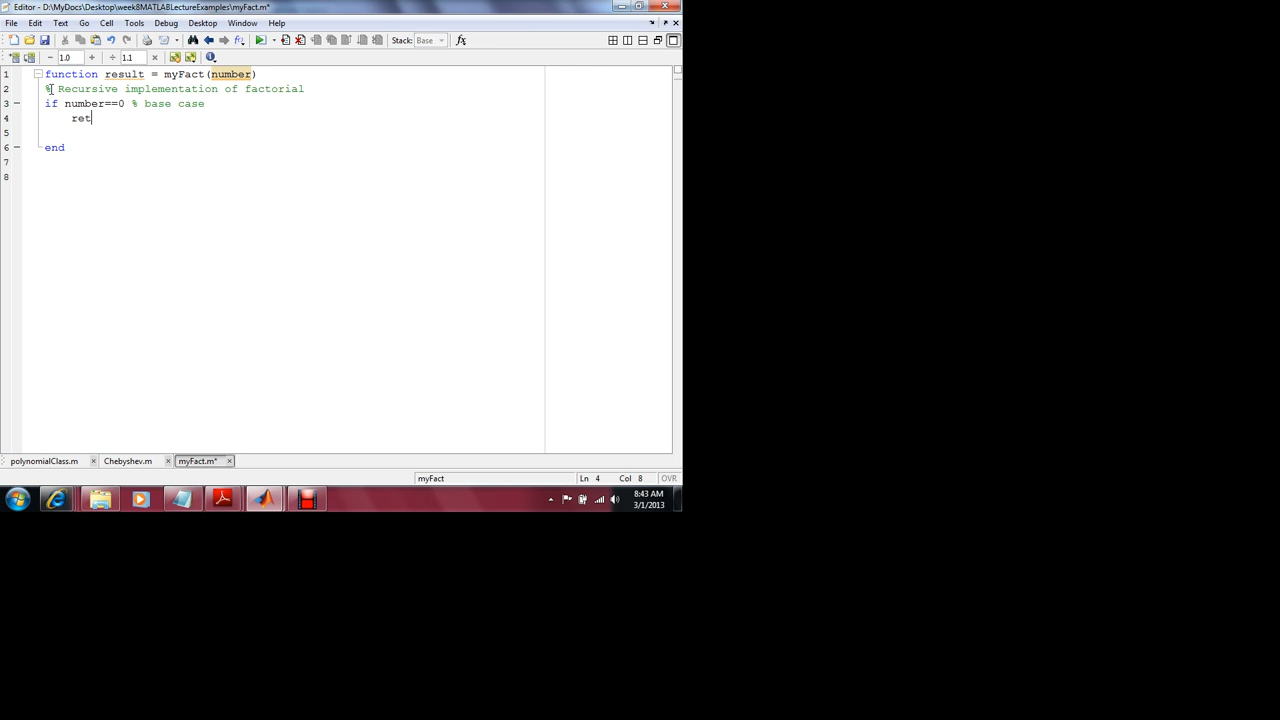 Editor - D:\MyDocs\Desktop\week8MATLABLectureExamples\myFact.m*
File Edit Text Go Cell Tools Debug Desktop Window Help
Stack: Base fx
1.0 1.1
1 function result = myFact(number)
2 % Recursive implementation of factorial
3 if number==0 % base case
4 ret
5
6 end
7
8
polynomialClass.m Chebyshev.m myFact.m*
myFact Ln 4 Col 8 OVR
8:43 AM
3/1/2013